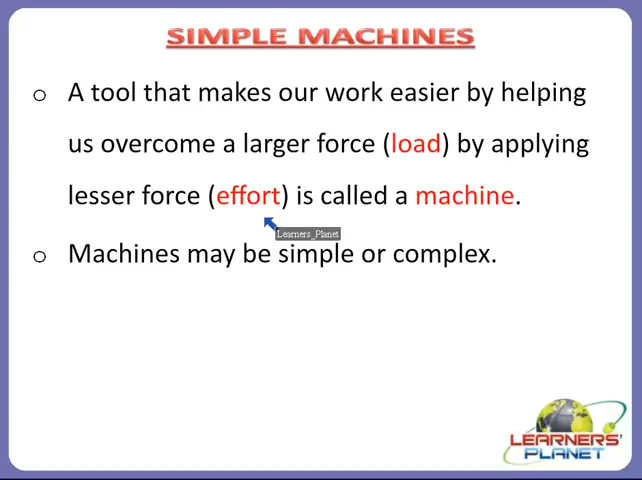 SIMPLE MACHINES
o A tool that makes our work easier by helping
us overcome a larger force (load) by applying
lesser force (effort) is called a machine.
Learners_Planet
o Machines may be simple or complex.
LEARNERS'
PLANET